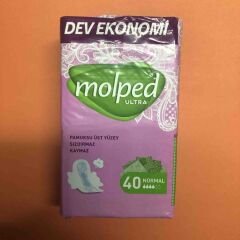 DEV EKONOMİ
molped
ULTRA
PAMUKSU ÜST YÜZEY
SIZDIRMAZ
KAYMAZ
40 NORMAL